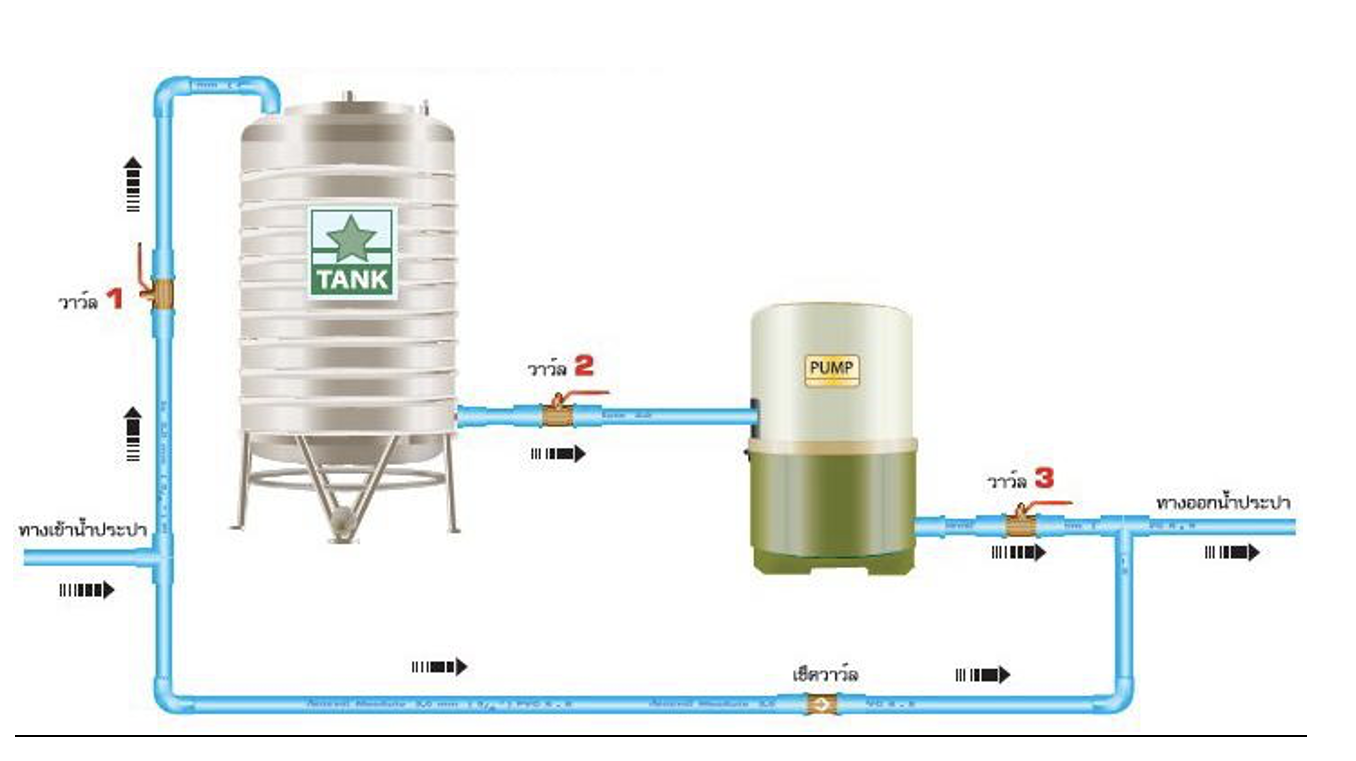 วาว์ล 1
TANK
วาว์ล 2
PUMP
วาว์ล 3
ทางออกน้ำประปา
ทางเข้าน้ำประปา
เช็ควาว์ล